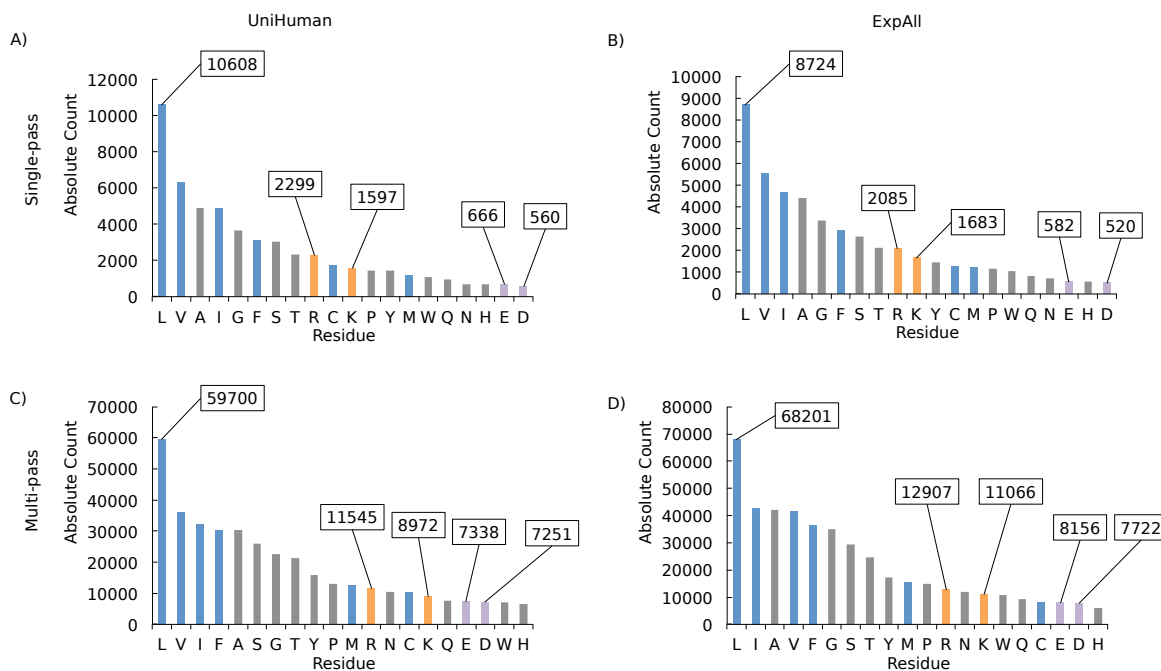 UniHuman
ExpAll
A)
10608
12000
10000
8000
6000
4000
2000
0
Absolute Count
Single-pass
2299
1597
666
560
L V A I G F S T R C K P Y M W Q N H E D
Residue
B)
8724
10000
9000
8000
7000
6000
5000
4000
3000
2000
1000
0
Absolute Count
2085
1683
582
520
L V I A G F S T R K Y C M P W Q N E H D
Residue
C)
59700
70000
60000
50000
40000
30000
20000
10000
0
Absolute Count
Multi-pass
11545
8972
7338
7251
L V I F A S G T Y P M R N C K Q E D W H
Residue
D)
68201
80000
70000
60000
50000
40000
30000
20000
10000
0
Absolute Count
12907
11066
8156
7722
L I A V F G S T Y M P R N K W Q C E D H
Residue